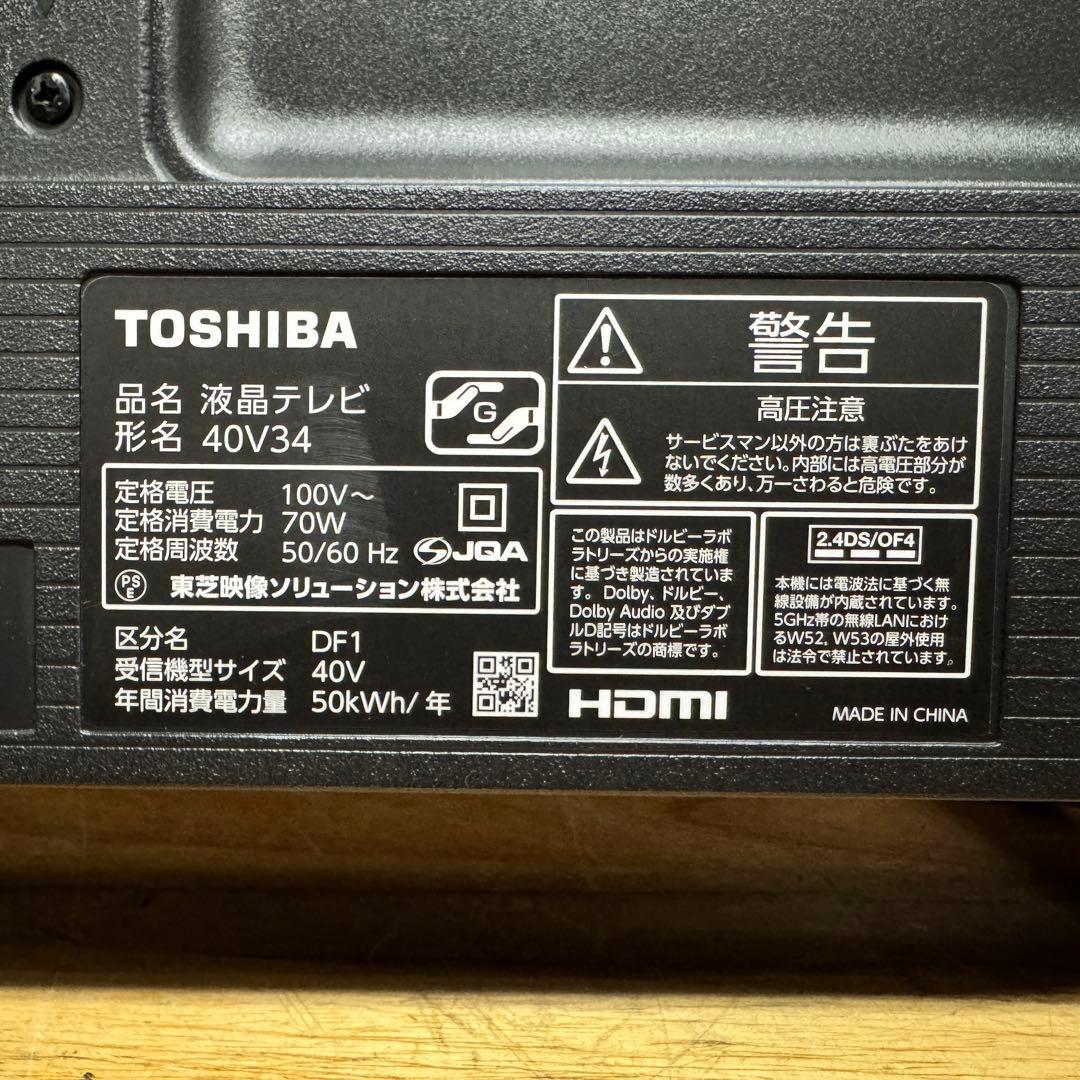 TOSHIBA
品名 液晶テレビ
形名 40V34
G
定格電圧 100V～
定格消費電力 70W
定格周波数 50/60 Hz
JQA
PS
E
東芝映像ソリューション株式会社
区分名 DF1
受信機型サイズ 40V
年間消費電力量 50kWh/年
警告
高圧注意
サービスマン以外の方は裏ぶたをあけ
ないでください。内部には高電圧部分が
数多くあり、万一さわると危険です。
この製品はドルビーラボ
ラトリーズからの実施権
に基づき製造されていま
す。 Dolby、ドルビー、
Dolby Audio 及びダブ
ルD記号はドルビーラボ
ラトリーズの商標です。
2.4DS/OF4
本機には電波法に基づく無
線設備が内蔵されています。
5GHz帯の無線LANにおけ
るW52, W53の屋外使用
は法令で禁止されています。
HDMI
MADE IN CHINA